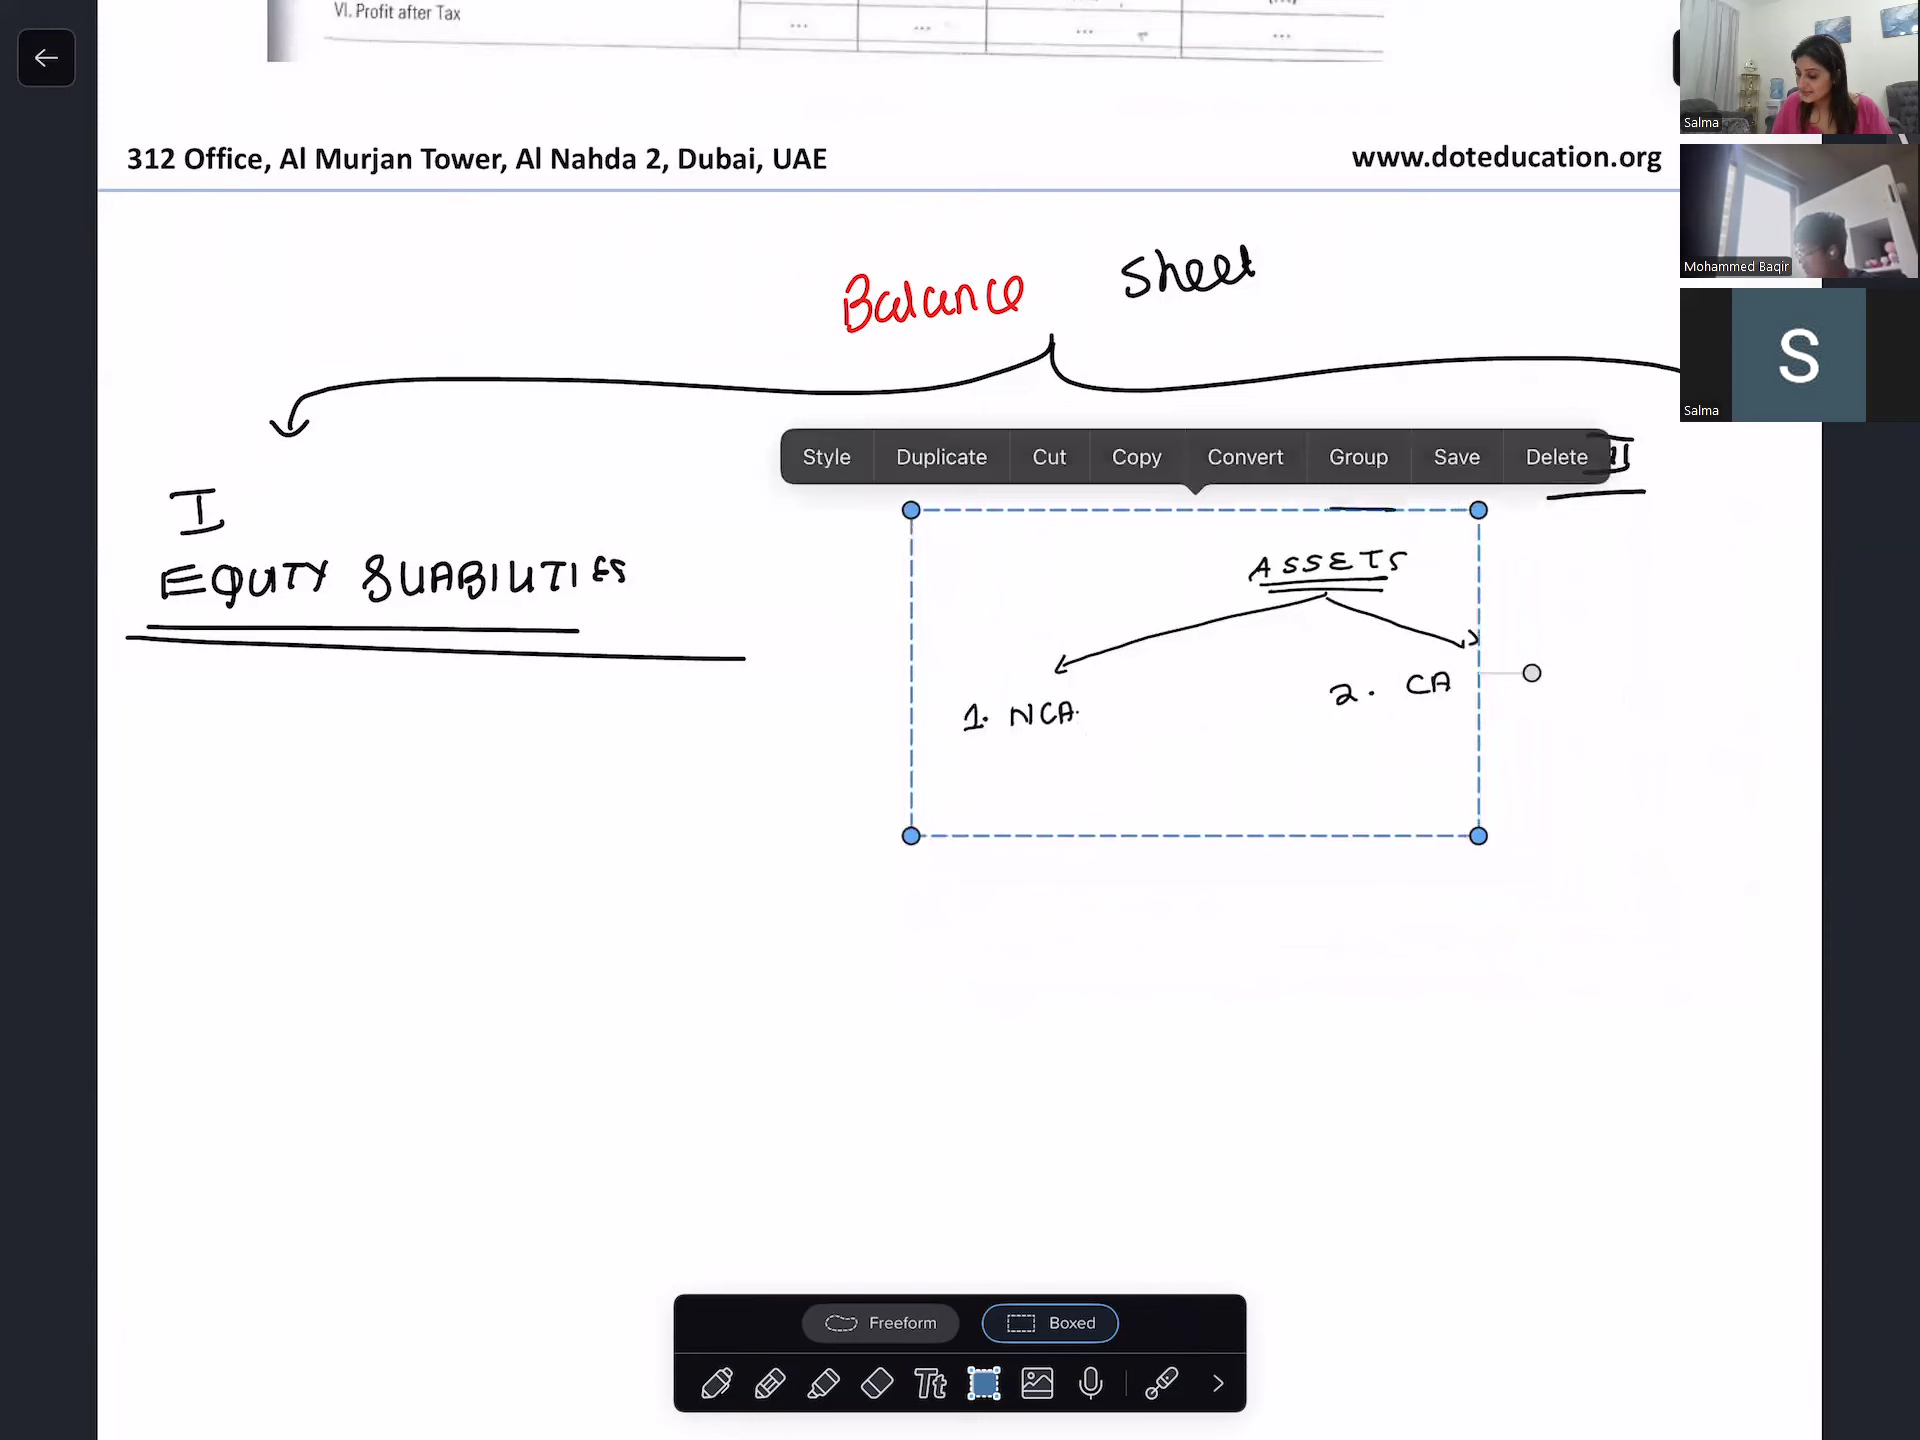 VI. Profit after Tax
... ... ... ...
312 Office, Al Murjan Tower, Al Nahda 2, Dubai, UAE
www.doteducation.org
Balance Sheet
Style Duplicate Cut Copy Convert Group Save Delete
I
II
EQUITY & LIABILITIES
ASSETS
1. NCA.
2. CA
Salma
Mohammed Baqir
S
Salma
Freeform
Boxed
Tt